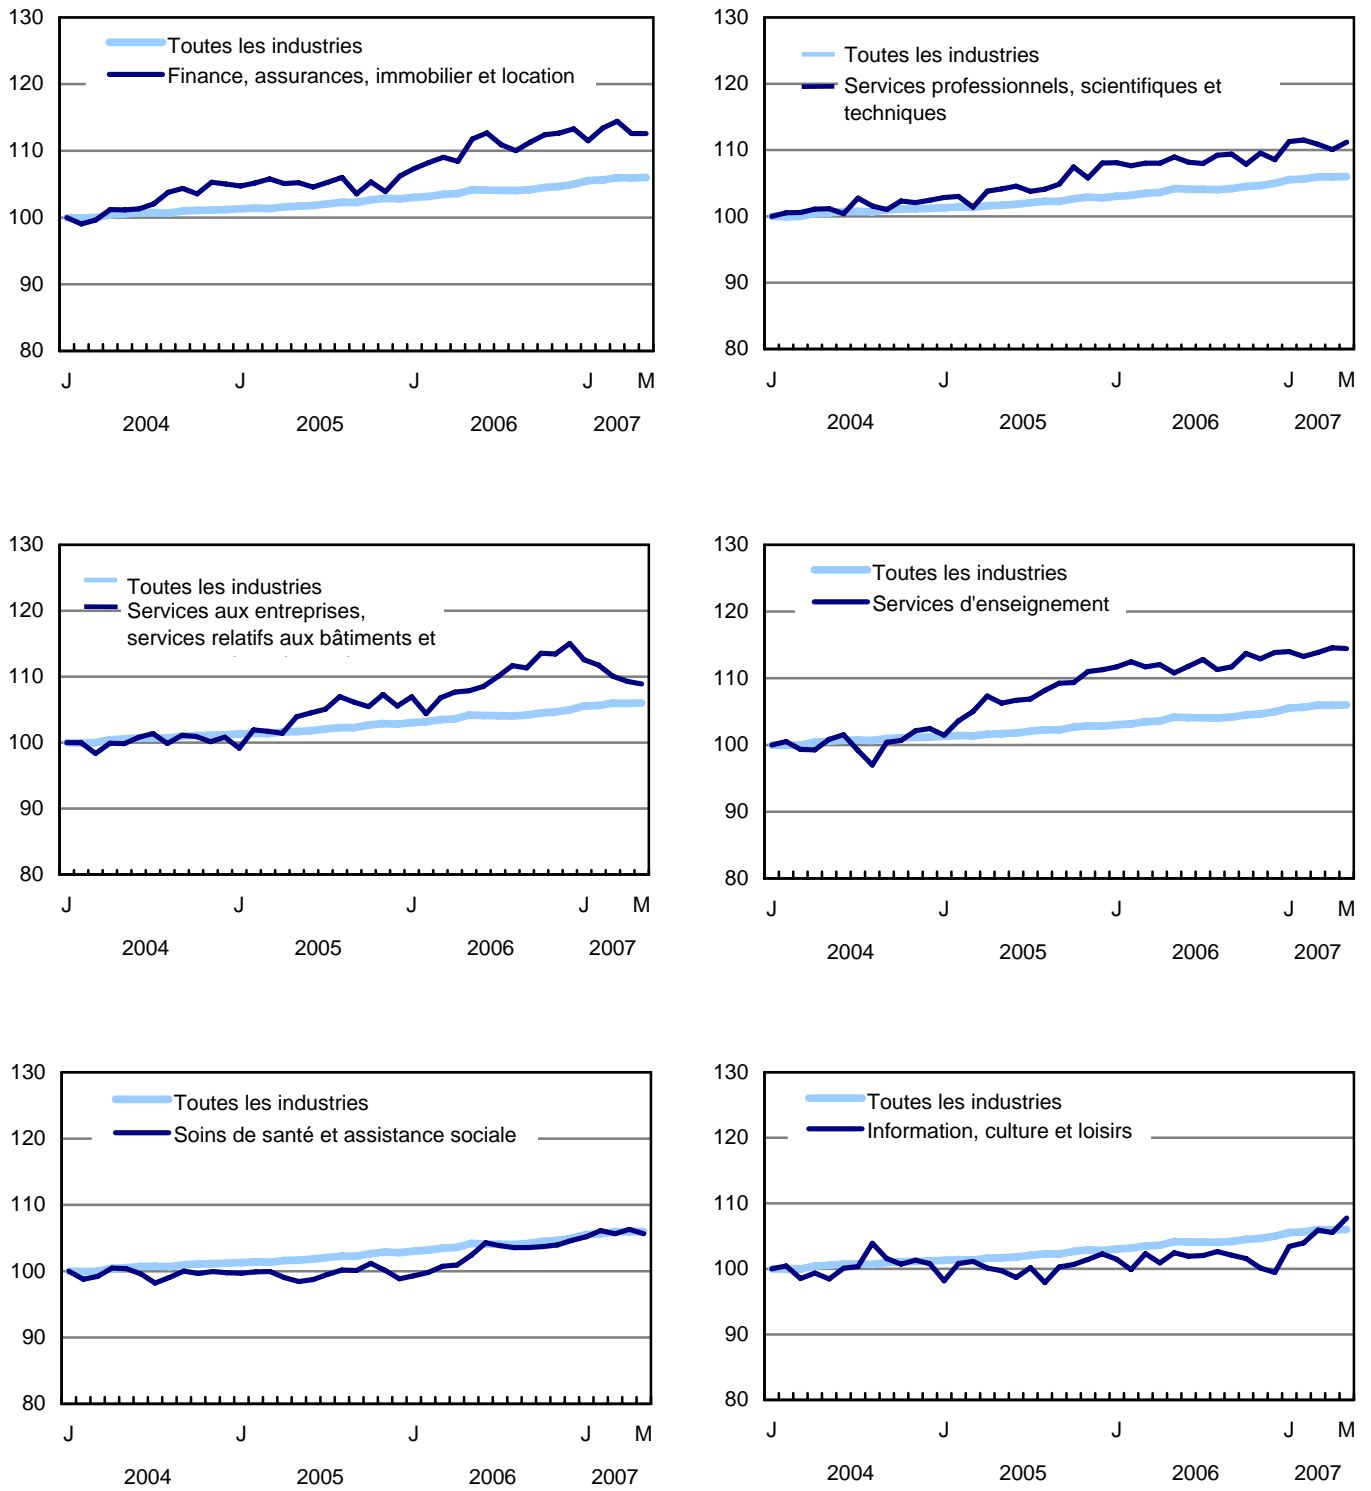 130
120
110
100
90
80
Toutes les industries
Finance, assurances, immobilier et location
J J J J M
2004 2005 2006 2007
130
120
110
100
90
80
Toutes les industries
Services professionnels, scientifiques et
techniques
J J J J M
2004 2005 2006 2007
130
120
110
100
90
80
Toutes les industries
Services aux entreprises,
services relatifs aux bâtiments et
J J J J M
2004 2005 2006 2007
130
120
110
100
90
80
Toutes les industries
Services d'enseignement
J J J J M
2004 2005 2006 2007
130
120
110
100
90
80
Toutes les industries
Soins de santé et assistance sociale
J J J J M
2004 2005 2006 2007
130
120
110
100
90
80
Toutes les industries
Information, culture et loisirs
J J J J M
2004 2005 2006 2007